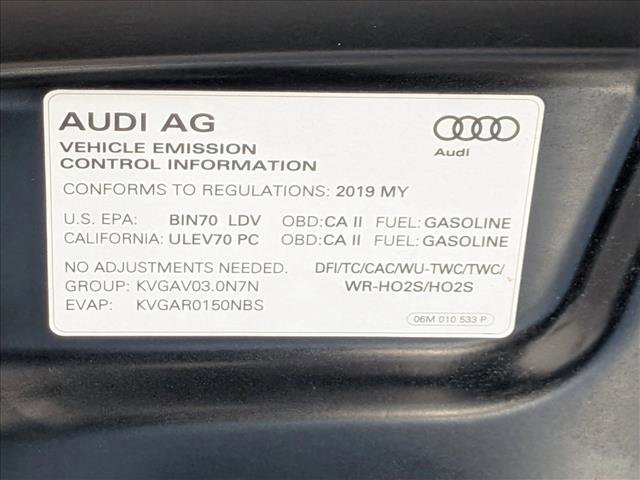 AUDI AG
Audi
VEHICLE EMISSION
CONTROL INFORMATION
CONFORMS TO REGULATIONS: 2019 MY
U.S. EPA: BIN70 LDV OBD:CA II FUEL:GASOLINE
CALIFORNIA: ULEV70 PC OBD:CA II FUEL:GASOLINE
NO ADJUSTMENTS NEEDED. DFI/TC/CAC/WU-TWC/TWC/
GROUP: KVGAV03.0N7N WR-HO2S/HO2S
EVAP: KVGAR0150NBS
06M 010 533 P